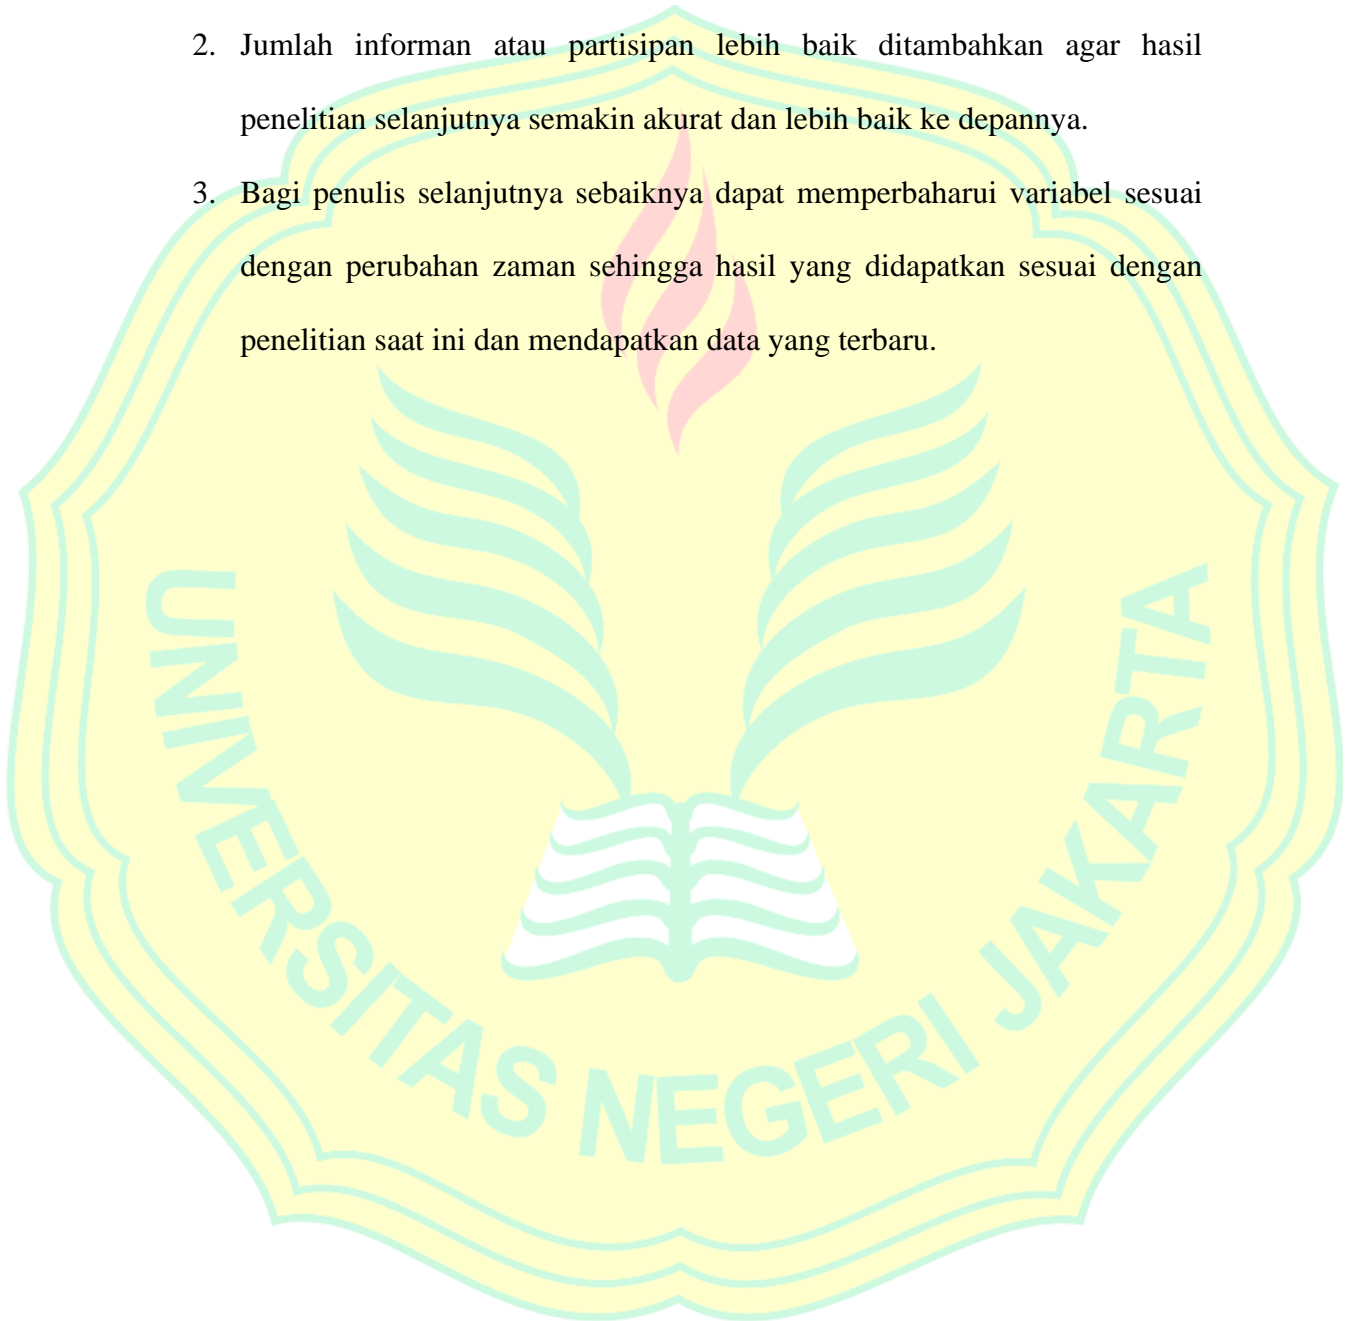 2. Jumlah informan atau partisipan lebih baik ditambahkan agar hasil
penelitian selanjutnya semakin akurat dan lebih baik ke depannya.
3. Bagi penulis selanjutnya sebaiknya dapat memperbaharui variabel sesuai
dengan perubahan zaman sehingga hasil yang didapatkan sesuai dengan
penelitian saat ini dan mendapatkan data yang terbaru.
UNIVERSITAS NEGERI JAKARTA